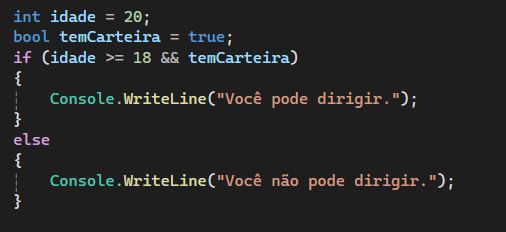 int idade = 20;
bool temCarteira = true;
if (idade >= 18 && temCarteira)
{
    Console.WriteLine("Você pode dirigir.");
}
else
{
    Console.WriteLine("Você não pode dirigir.");
}